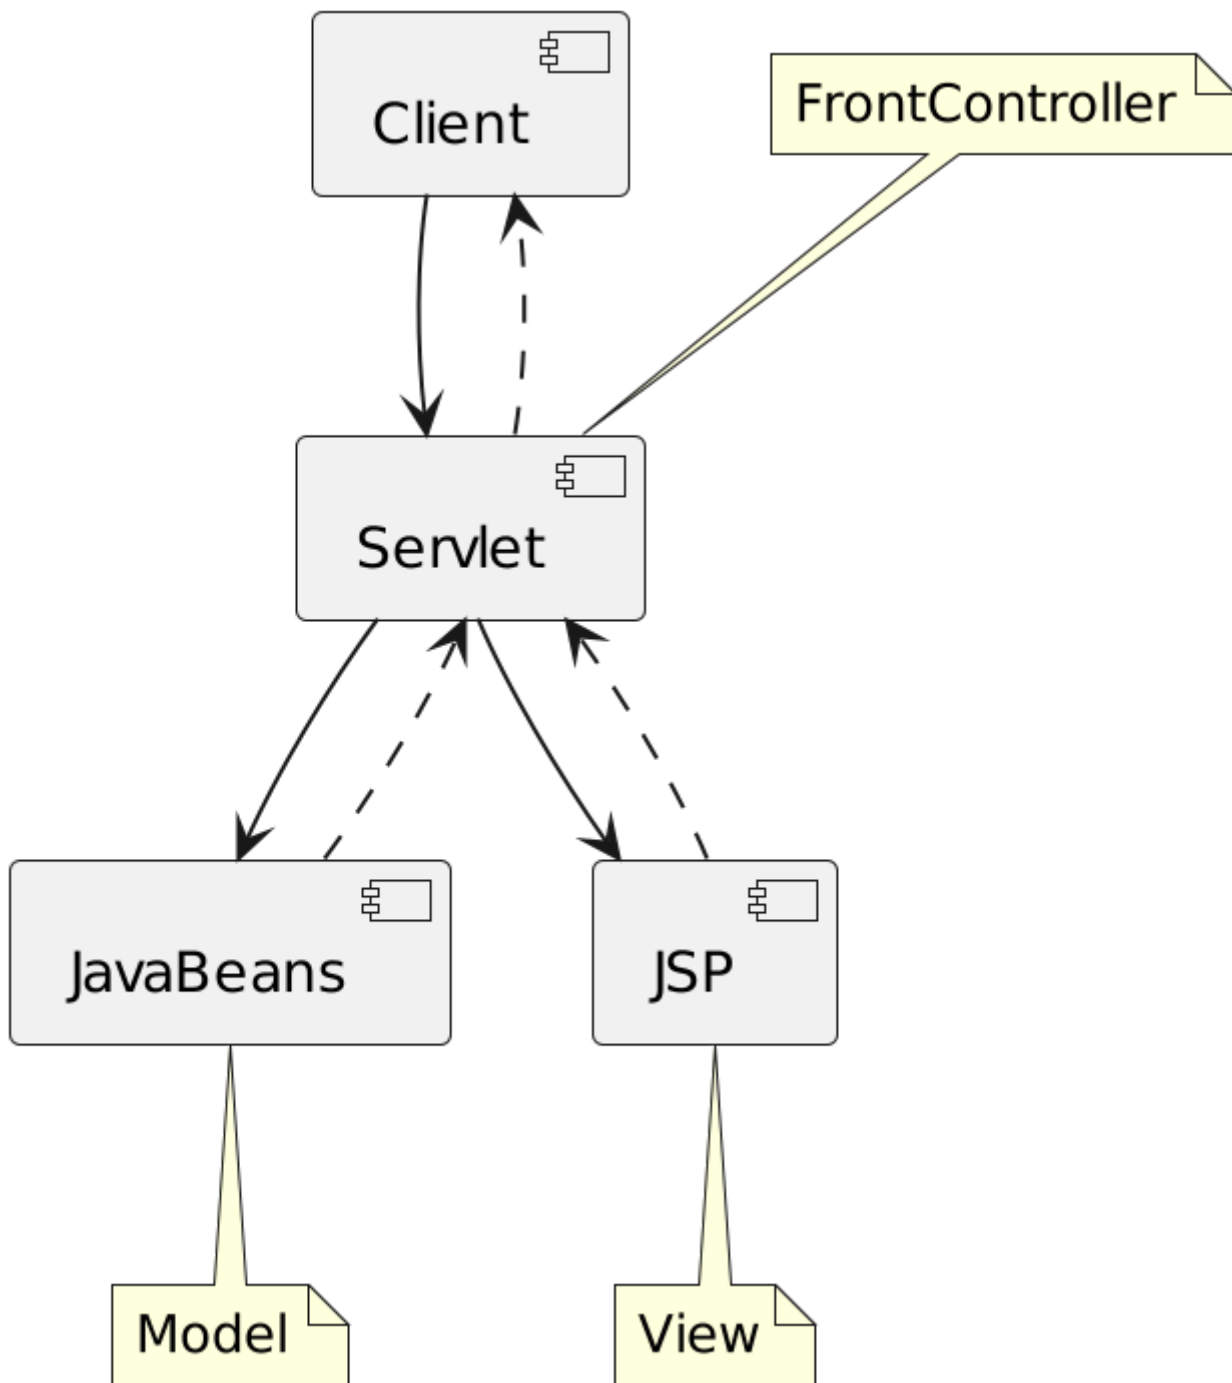 Client
FrontController
Servlet
JavaBeans
JSP
Model
View